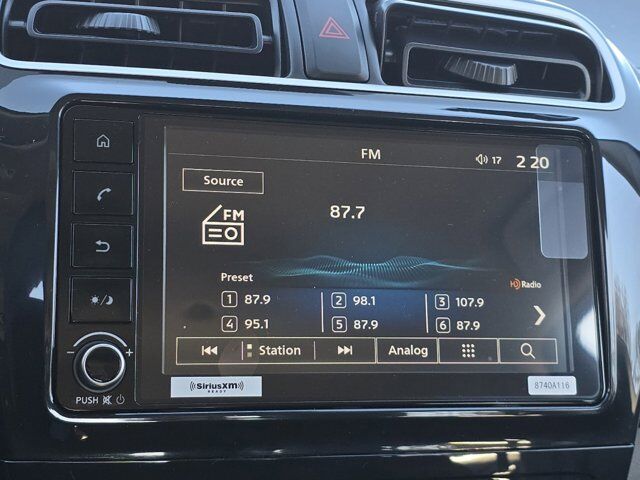 FM
17
2 20
Source
FM
87.7
Preset
HD Radio
1 87.9
2 98.1
3 107.9
4 95.1
5 87.9
6 87.9
Station
Analog
PUSH
((SiriusXM))
READY
8740A116